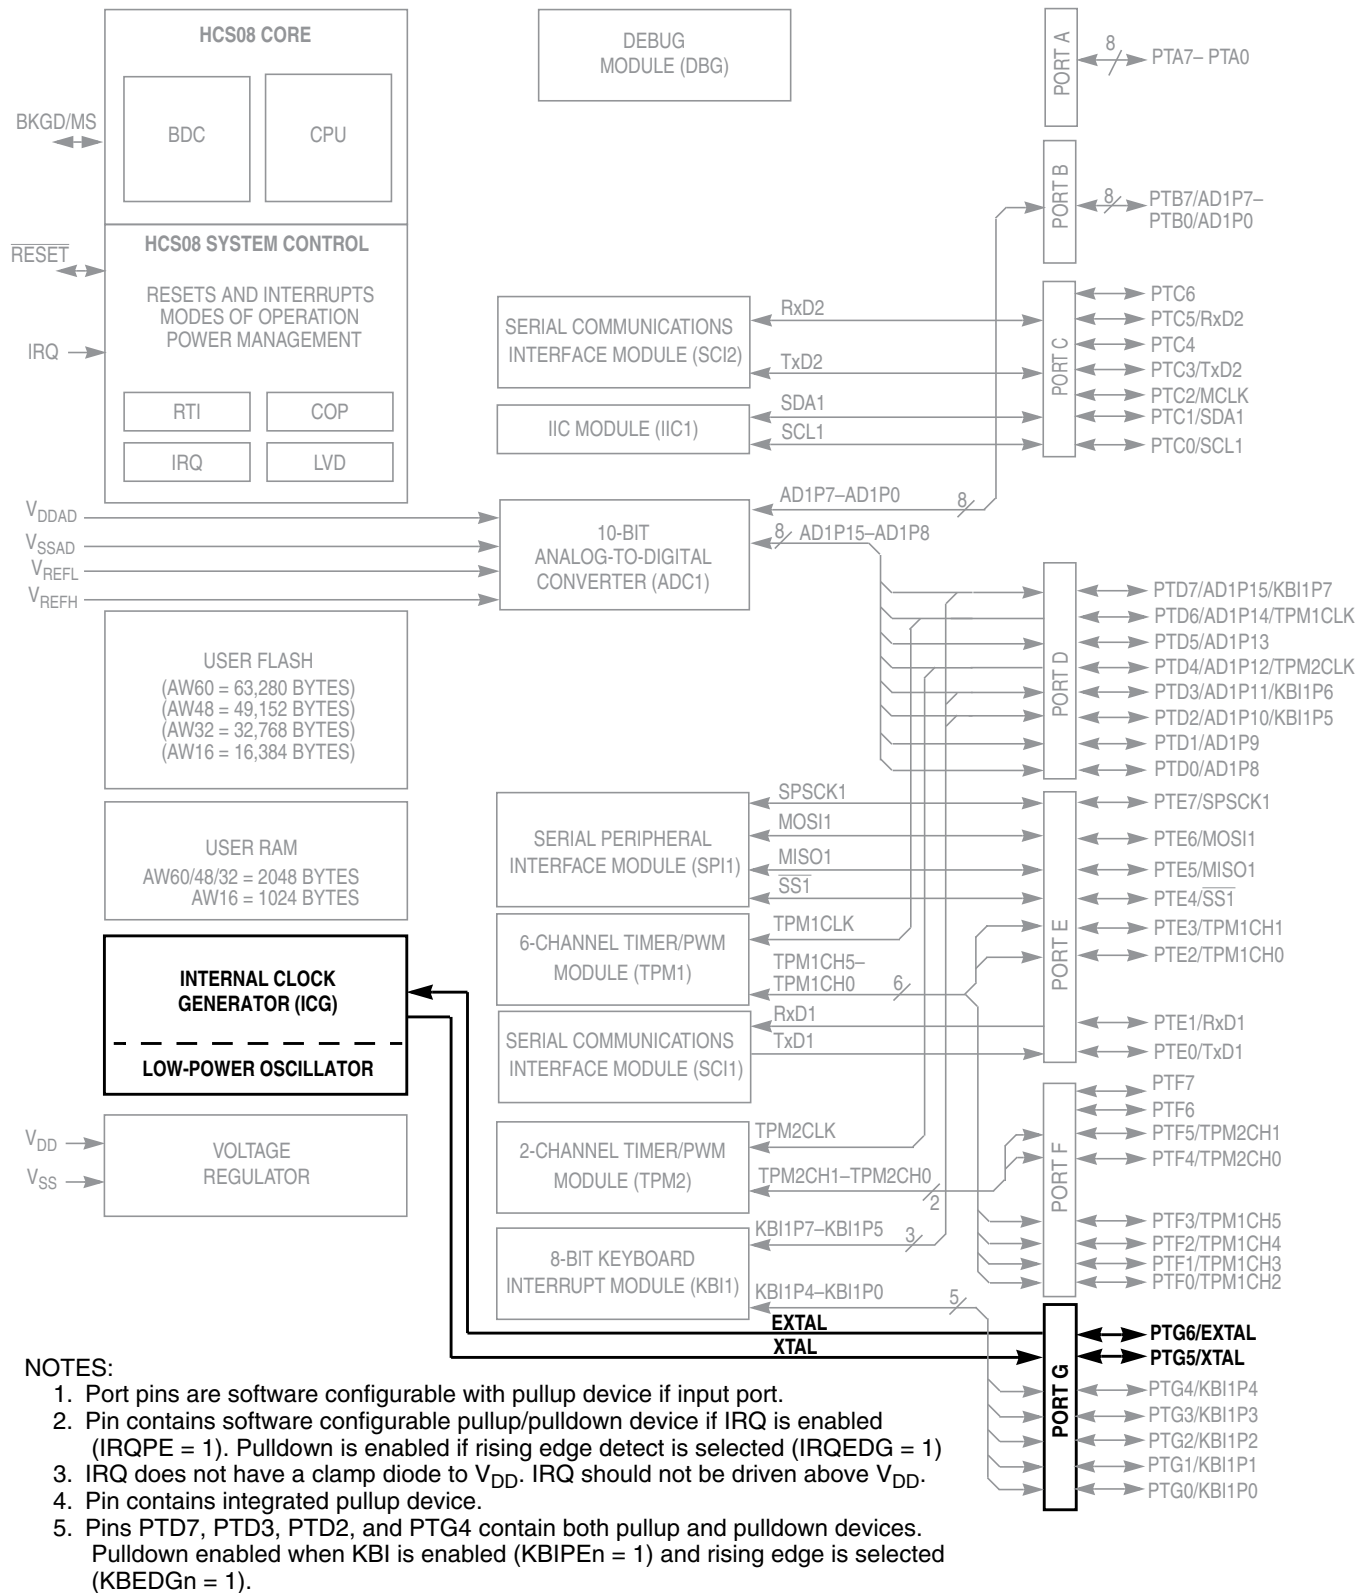 HCS08 CORE
BDC
CPU
BKGD/MS
HCS08 SYSTEM CONTROL
RESET
RESETS AND INTERRUPTS
MODES OF OPERATION
POWER MANAGEMENT
IRQ
RTI
COP
IRQ
LVD
VDDAD
VSSAD
VREFL
VREFH
USER FLASH
(AW60 = 63,280 BYTES)
(AW48 = 49,152 BYTES)
(AW32 = 32,768 BYTES)
(AW16 = 16,384 BYTES)
USER RAM
AW60/48/32 = 2048 BYTES
AW16 = 1024 BYTES
INTERNAL CLOCK
GENERATOR (ICG)
LOW-POWER OSCILLATOR
VDD
VSS
VOLTAGE
REGULATOR
DEBUG
MODULE (DBG)
SERIAL COMMUNICATIONS
INTERFACE MODULE (SCI2)
RxD2
TxD2
IIC MODULE (IIC1)
SDA1
SCL1
10-BIT
ANALOG-TO-DIGITAL
CONVERTER (ADC1)
AD1P7–AD1P0
8
8
AD1P15–AD1P8
SERIAL PERIPHERAL
INTERFACE MODULE (SPI1)
SPSCK1
MOSI1
MISO1
SS1
6-CHANNEL TIMER/PWM
MODULE (TPM1)
TPM1CLK
TPM1CH5–
TPM1CH0
6
SERIAL COMMUNICATIONS
INTERFACE MODULE (SCI1)
RxD1
TxD1
2-CHANNEL TIMER/PWM
MODULE (TPM2)
TPM2CLK
TPM2CH1–TPM2CH0
2
8-BIT KEYBOARD
INTERRUPT MODULE (KBI1)
KBI1P7–KBI1P5
3
KBI1P4–KBI1P0
5
EXTAL
XTAL
PORT A
8
PTA7– PTA0
PORT B
8
PTB7/AD1P7–
PTB0/AD1P0
PORT C
PTC6
PTC5/RxD2
PTC4
PTC3/TxD2
PTC2/MCLK
PTC1/SDA1
PTC0/SCL1
PORT D
PTD7/AD1P15/KBI1P7
PTD6/AD1P14/TPM1CLK
PTD5/AD1P13
PTD4/AD1P12/TPM2CLK
PTD3/AD1P11/KBI1P6
PTD2/AD1P10/KBI1P5
PTD1/AD1P9
PTD0/AD1P8
PORT E
PTE7/SPSCK1
PTE6/MOSI1
PTE5/MISO1
PTE4/SS1
PTE3/TPM1CH1
PTE2/TPM1CH0
PTE1/RxD1
PTE0/TxD1
PORT F
PTF7
PTF6
PTF5/TPM2CH1
PTF4/TPM2CH0
PTF3/TPM1CH5
PTF2/TPM1CH4
PTF1/TPM1CH3
PTF0/TPM1CH2
PORT G
PTG6/EXTAL
PTG5/XTAL
PTG4/KBI1P4
PTG3/KBI1P3
PTG2/KBI1P2
PTG1/KBI1P1
PTG0/KBI1P0
NOTES:
1. Port pins are software configurable with pullup device if input port.
2. Pin contains software configurable pullup/pulldown device if IRQ is enabled
(IRQPE = 1). Pulldown is enabled if rising edge detect is selected (IRQEDG = 1)
3. IRQ does not have a clamp diode to VDD. IRQ should not be driven above VDD.
4. Pin contains integrated pullup device.
5. Pins PTD7, PTD3, PTD2, and PTG4 contain both pullup and pulldown devices.
Pulldown enabled when KBI is enabled (KBIPEn = 1) and rising edge is selected
(KBEDGn = 1).